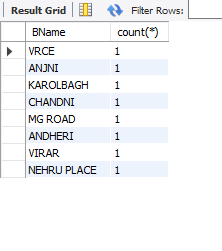 Result Grid Filter Rows:
BName count(*)
VRCE 1
ANJNI 1
KAROLBAGH 1
CHANDNI 1
MG ROAD 1
ANDHERI 1
VIRAR 1
NEHRU PLACE 1